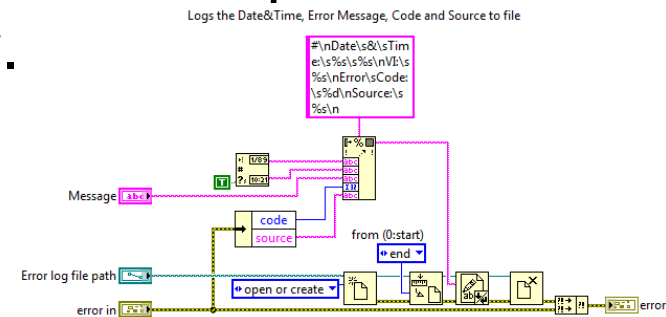 Logs the Date&Time, Error Message, Code and Source to file
#\nDate\s&\sTim
e:\s%s\s%s\nVI:\s
%s\nError\sCode:
\s%d\nSource:\s
%s\n
Message
abc
T
code
source
from (0:start)
end
Error log file path
open or create
error in
error